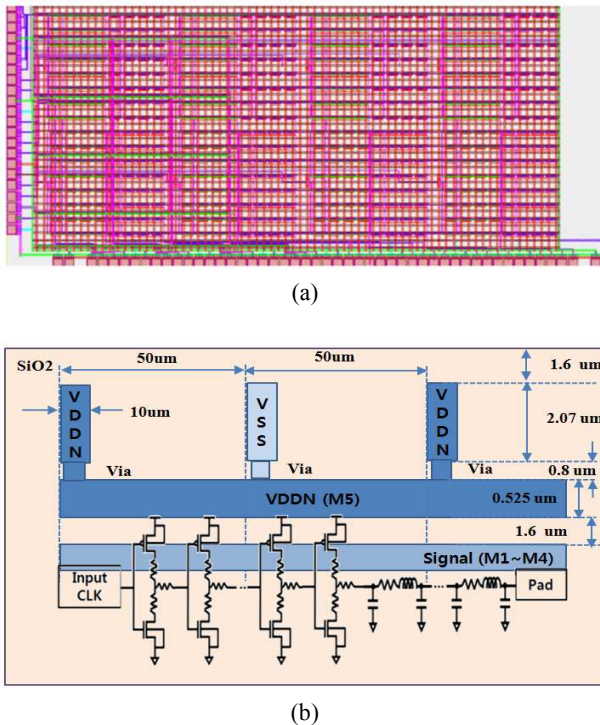 (a)
50um
50um
SiO2
1.6 um
VDDN
10um
VSS
VDDN
2.07 um
Via
Via
Via
0.8 um
VDDN (M5)
0.525 um
1.6 um
Signal (M1~M4)
Input
CLK
Pad
(b)